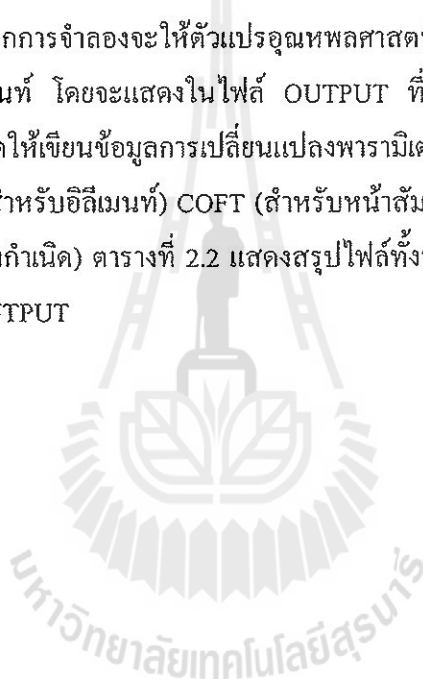 กการจำลองจะให้ตัวแปรอุณหพลศาสต
นท์ โดยจะแสดงในไฟล์ OUTPUT ที่
ให้เขียนข้อมูลการเปลี่ยนแปลงพารามิเต
สำหรับอิลีเมนท์) COFT (สำหรับหน้าสัม
งกำเนิด) ตารางที่ 2.2 แสดงสรุปไฟล์ทั้ง
TPUT
มหาวิทยาลัยเทคโนโลยีสุรนารี